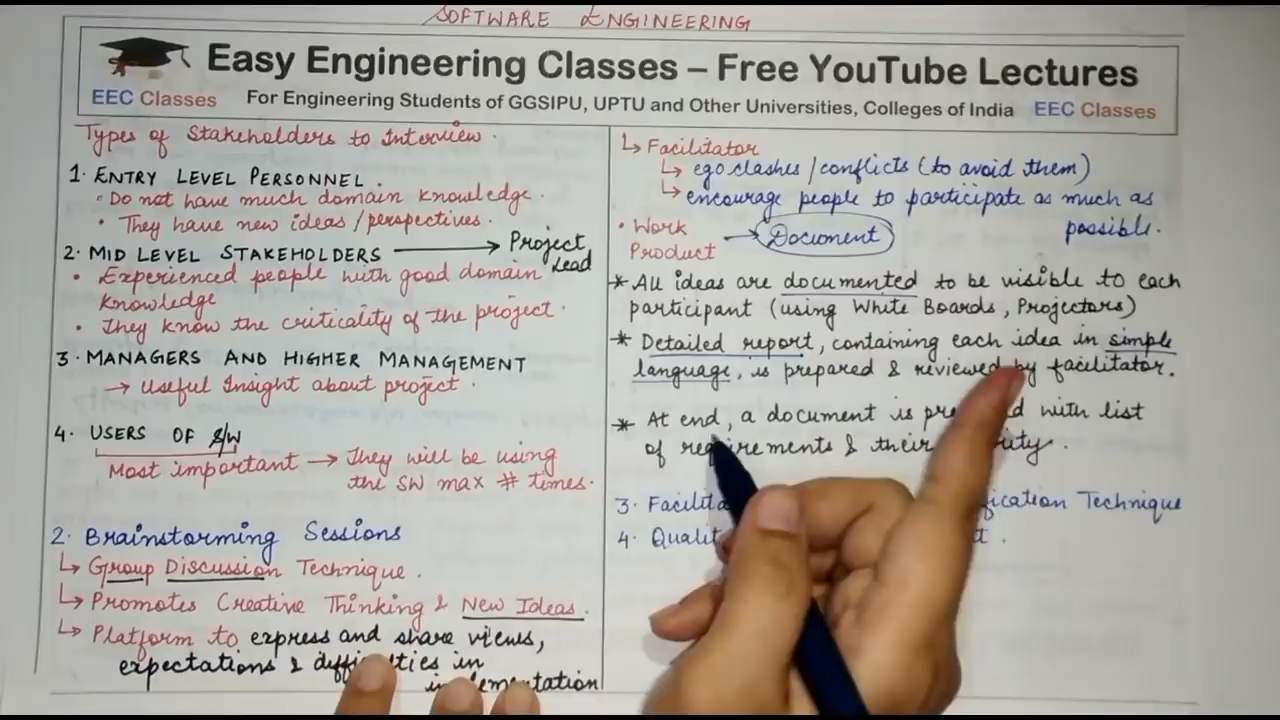 SOFTWARE ENGINEERING
Easy Engineering Classes – Free YouTube Lectures
EEC Classes For Engineering Students of GGSIPU, UPTU and Other Universities, Colleges of India EEC Classes
Types of Stakeholders to Interview.
1. ENTRY LEVEL PERSONNEL.
• Do not have much domain knowledge.
• They have new ideas/perspectives.
2. MID LEVEL STAKEHOLDERS → Project
Lead
• Experienced people with good domain
knowledge
• They know the criticality of the project.
3. MANAGERS AND HIGHER MANAGEMENT
→ Useful Insight about project.
4. USERS OF S/W
Most important → They will be using
the SW max # times.
2. Brainstorming Sessions
↳ Group Discussion Technique.
↳ Promotes Creative Thinking & New Ideas.
↳ Platform to express and share views,
expectations & in
↳ Facilitator
↳ ego clashes/conflicts (to avoid them)
↳ encourage people to participate as much as
possible.
• Work
Product → Document
* All ideas are documented to be visible to each
participant (using White Boards, Projectors)
* Detailed report, containing each idea in simple
language, is prepared & reviewed by facilitator.
* At end, a document is with list
of requirements & their
3. Technique
4.